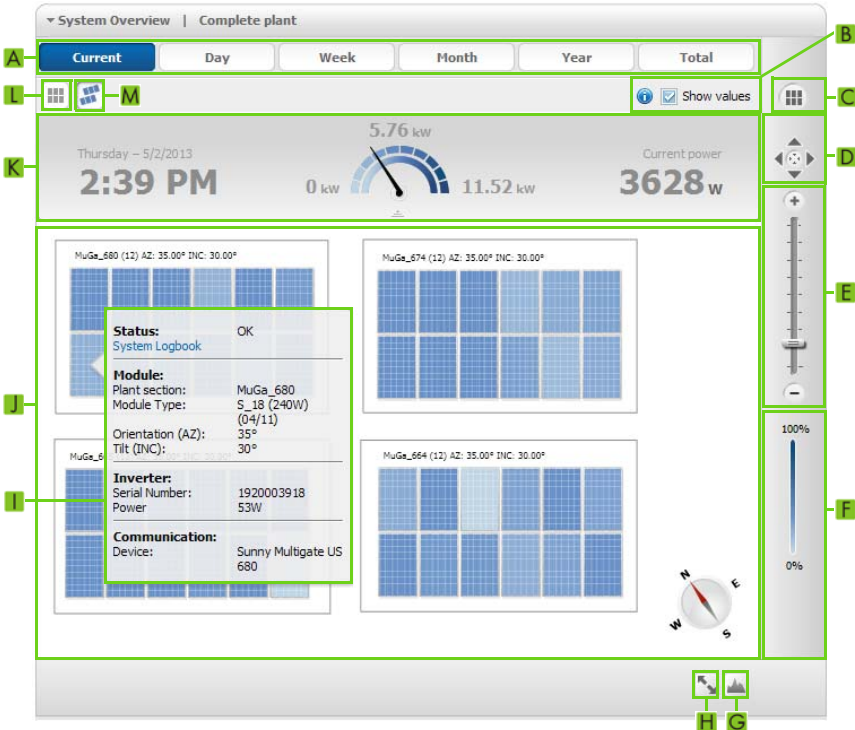 System Overview | Complete plant
B
A
Current Day Week Month Year Total
L
M
Show values
C
K
Thursday – 5/2/2013
2:39 PM
5.76 kW
0 kW
11.52 kW
Current power
3628 W
D
E
MuGa_680 (12) AZ: 35.00° INC: 30.00°
MuGa_674 (12) AZ: 35.00° INC: 30.00°
J
Status: OK
System Logbook
Module:
Plant section: MuGa_680
Module Type: S_18 (240W)
(04/11)
Orientation (AZ): 35°
Tilt (INC): 30°
I
Inverter:
Serial Number: 1920003918
Power 53W
Communication:
Device: Sunny Multigate US
680
MuGa_664 (12) AZ: 35.00° INC: 30.00°
100%
F
0%
N
E
W
S
H
G